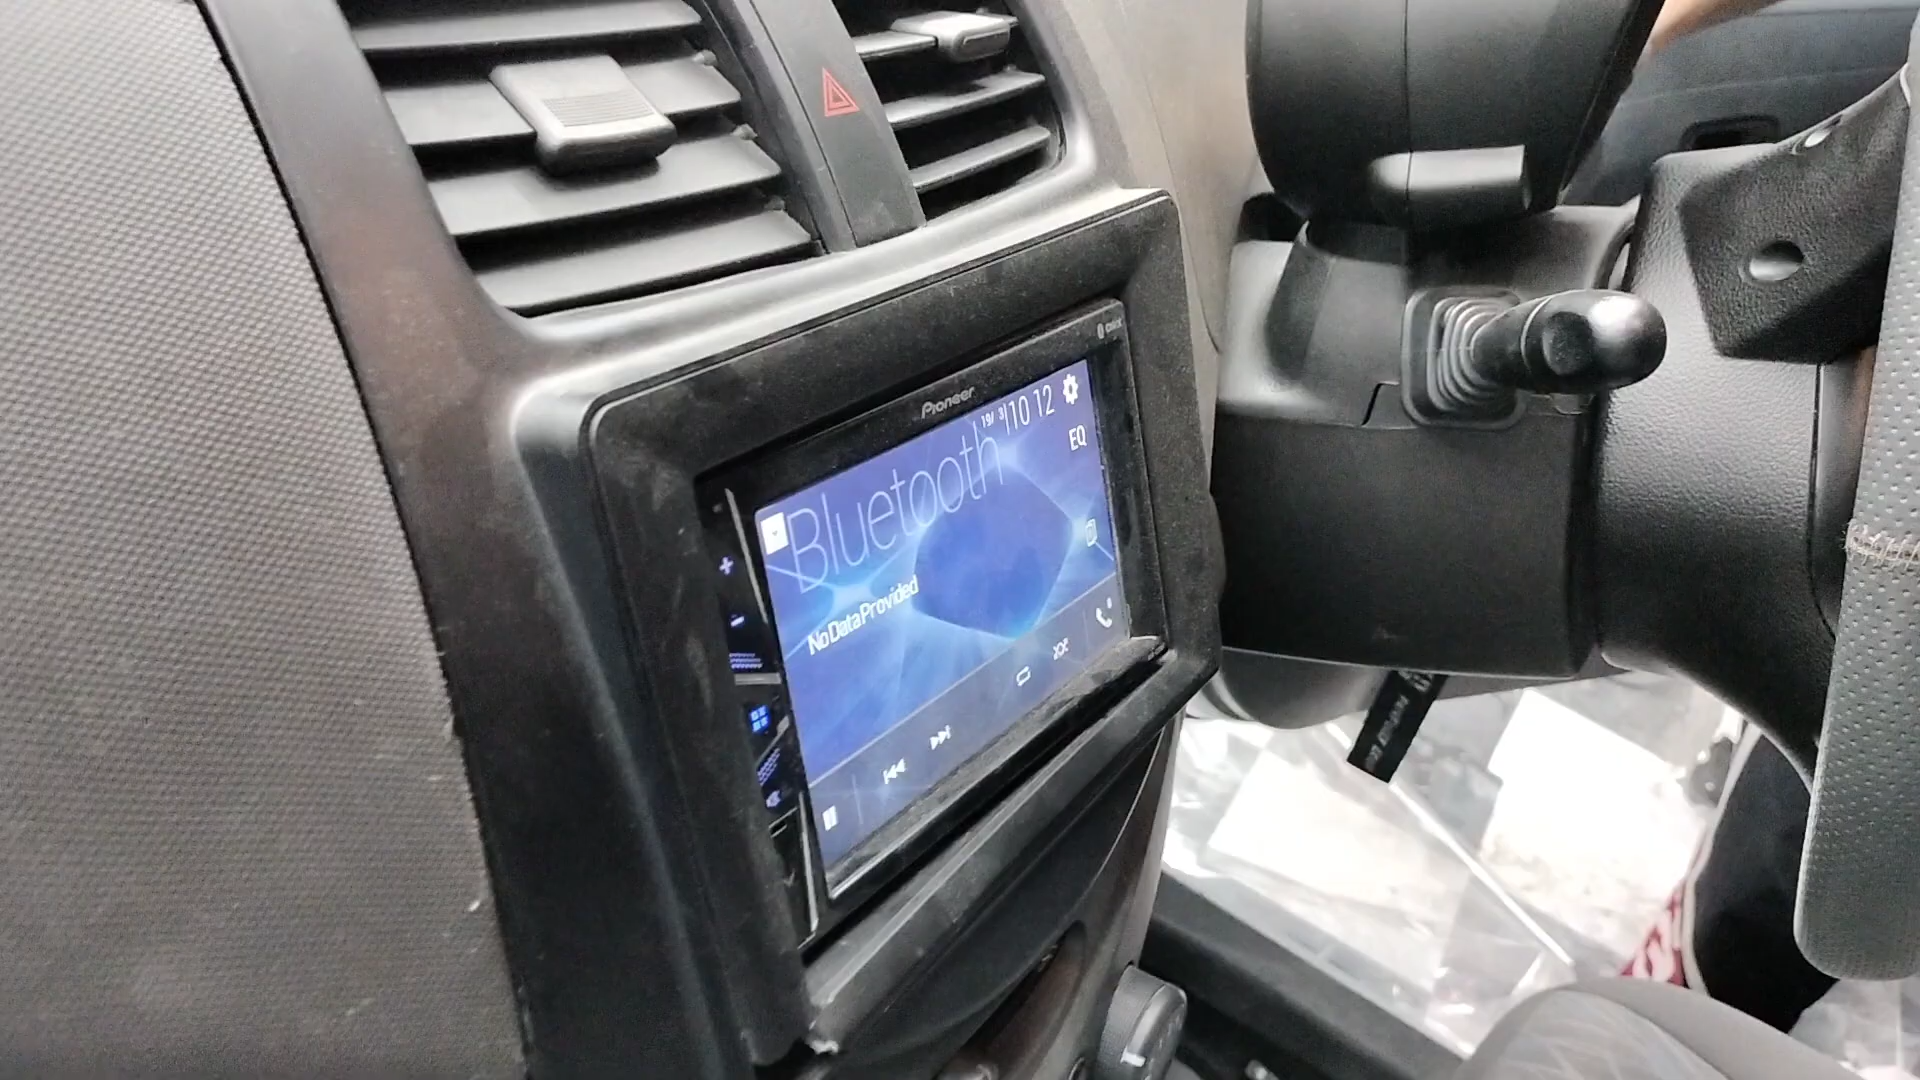 Pioneer
19/ 3 10 12
Bluetooth
EQ
No Data Provided